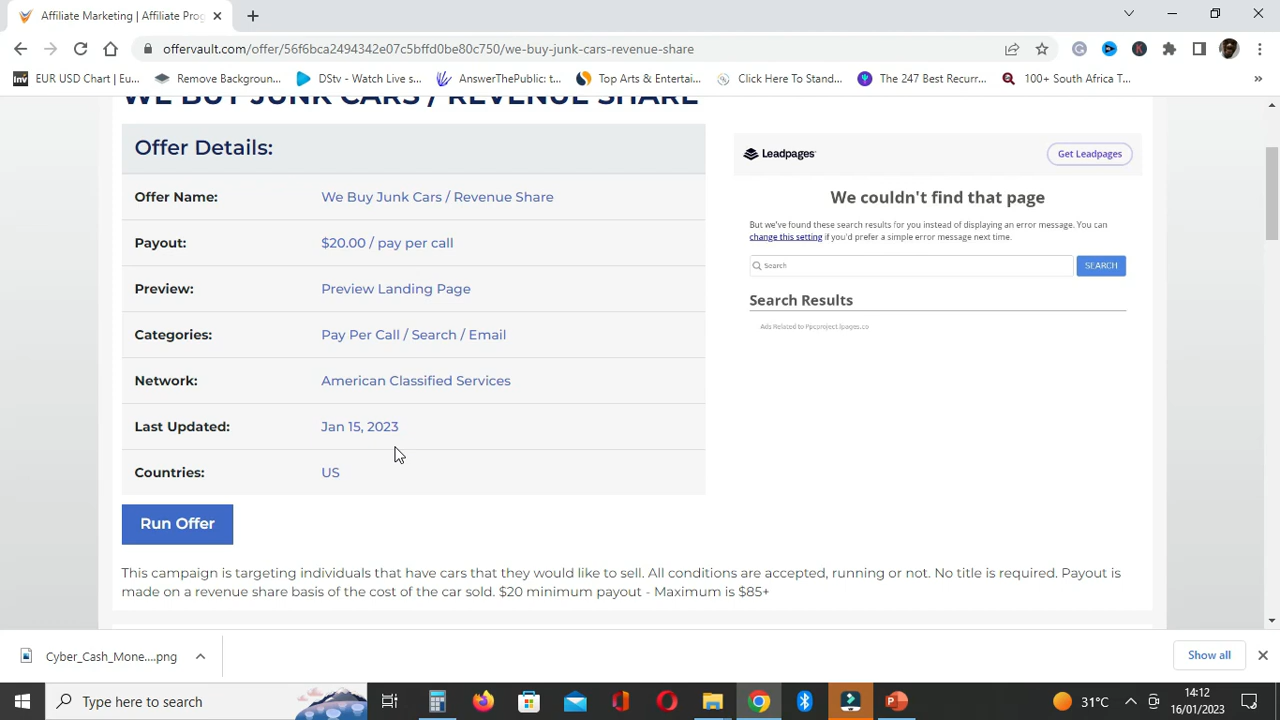 Affiliate Marketing | Affiliate Prog
offervault.com/offer/56f6bca2494342e07c5bffd0be80c750/we-buy-junk-cars-revenue-share
EUR USD Chart | Eu...
Remove Backgroun...
DStv - Watch Live s...
AnswerThePublic: t...
Top Arts & Entertai...
Click Here To Stand...
The 247 Best Recurr...
100+ South Africa T...
WE BUY JUNK CARS / REVENUE SHARE
Offer Details:
Offer Name: We Buy Junk Cars / Revenue Share
Payout: $20.00 / pay per call
Preview: Preview Landing Page
Categories: Pay Per Call / Search / Email
Network: American Classified Services
Last Updated: Jan 15, 2023
Countries: US
Run Offer
Leadpages
Get Leadpages
We couldn't find that page
But we've found these search results for you instead of displaying an error message. You can
change this setting if you'd prefer a simple error message next time.
Search
SEARCH
Search Results
Ads Related to Ppcproject.lpages.co
This campaign is targeting individuals that have cars that they would like to sell. All conditions are accepted, running or not. No title is required. Payout is
made on a revenue share basis of the cost of the car sold. $20 minimum payout - Maximum is $85+
Cyber_Cash_Mone....png
Show all
Type here to search
31°C
14:12
16/01/2023